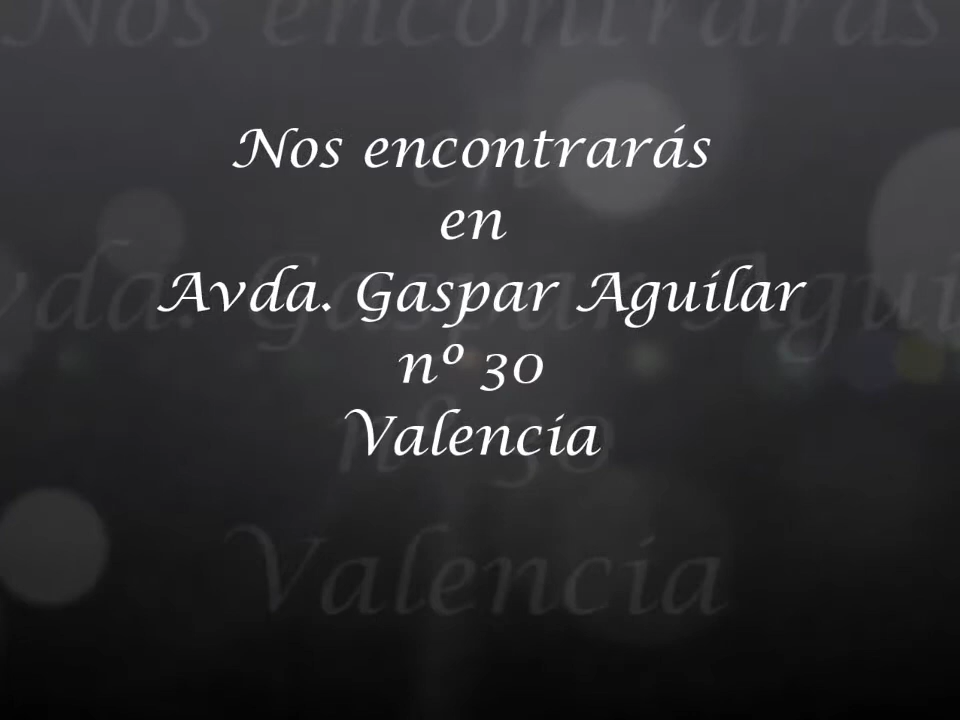 Nos encontrarás
en
Avda. Gaspar Aguilar
nº 30
Valencia